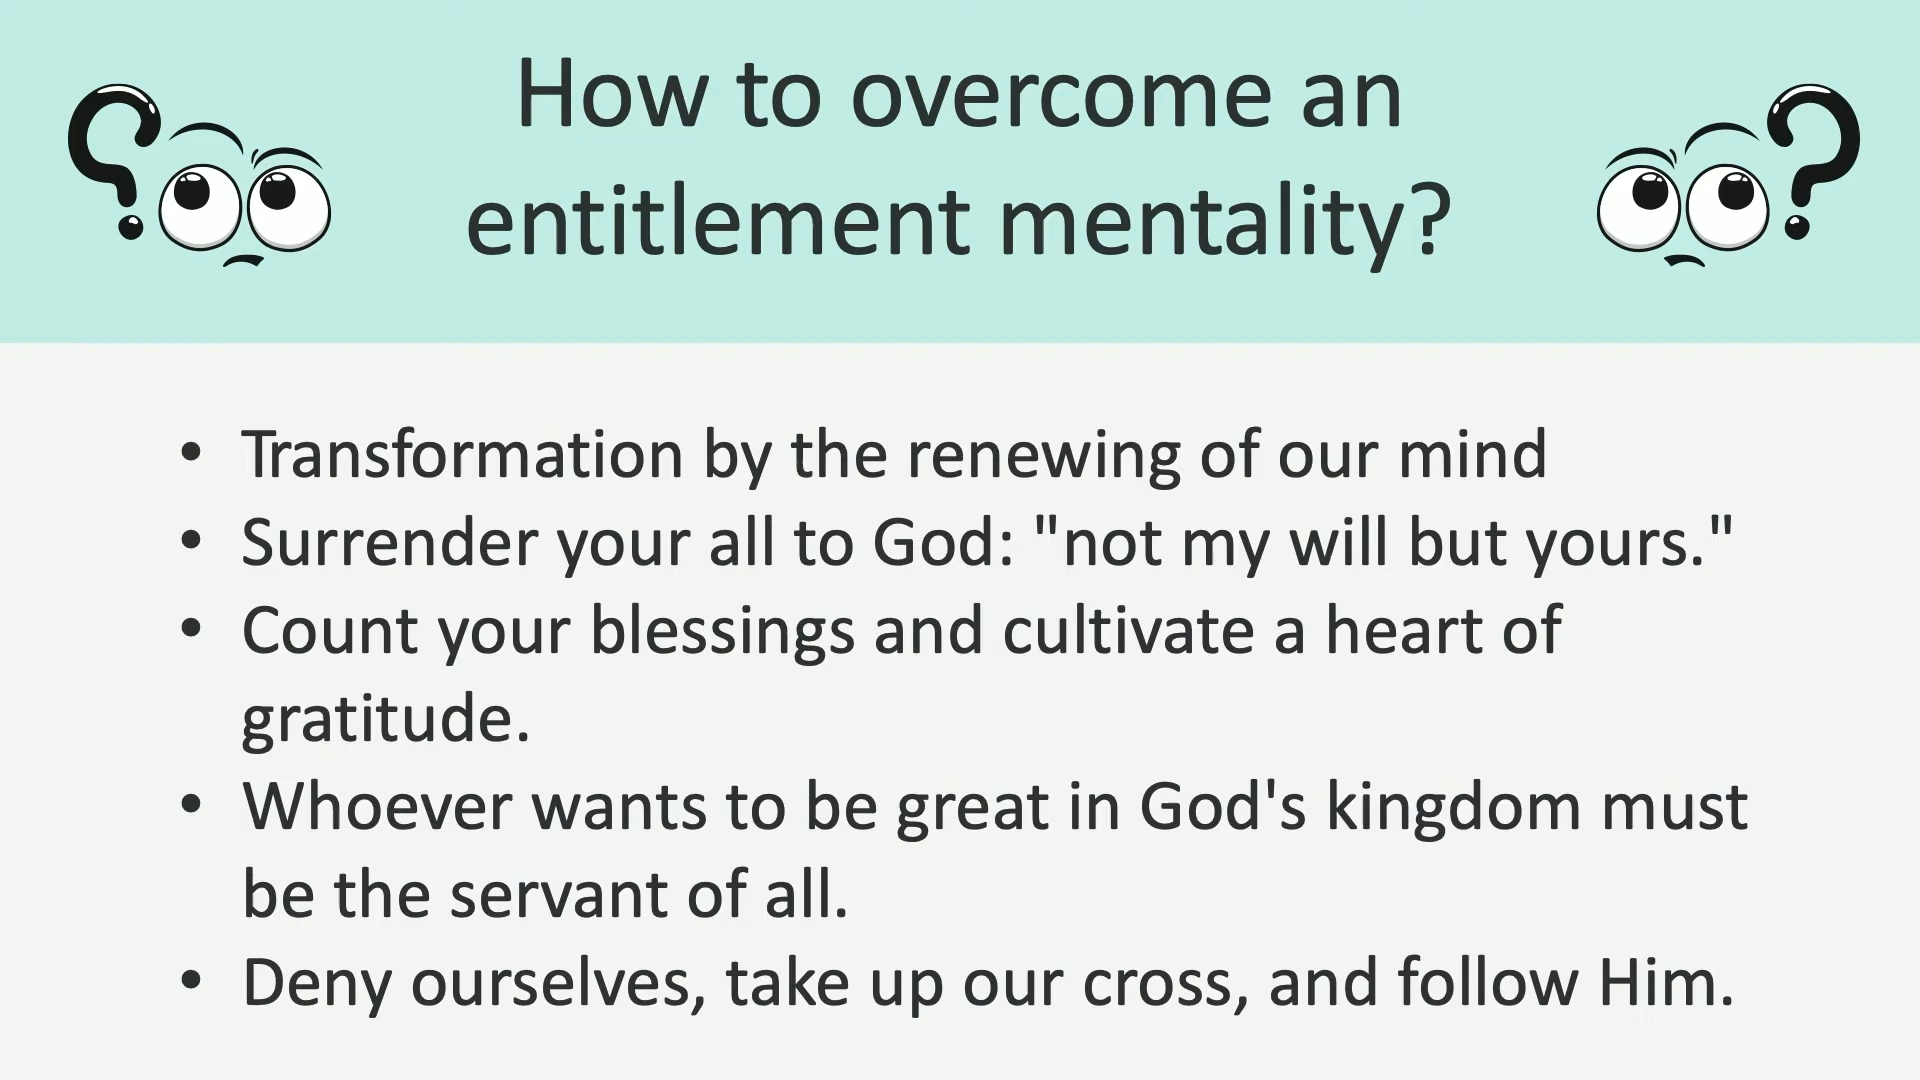 How to overcome an
entitlement mentality?
• Transformation by the renewing of our mind
• Surrender your all to God: "not my will but yours."
• Count your blessings and cultivate a heart of
gratitude.
• Whoever wants to be great in God's kingdom must
be the servant of all.
• Deny ourselves, take up our cross, and follow Him.